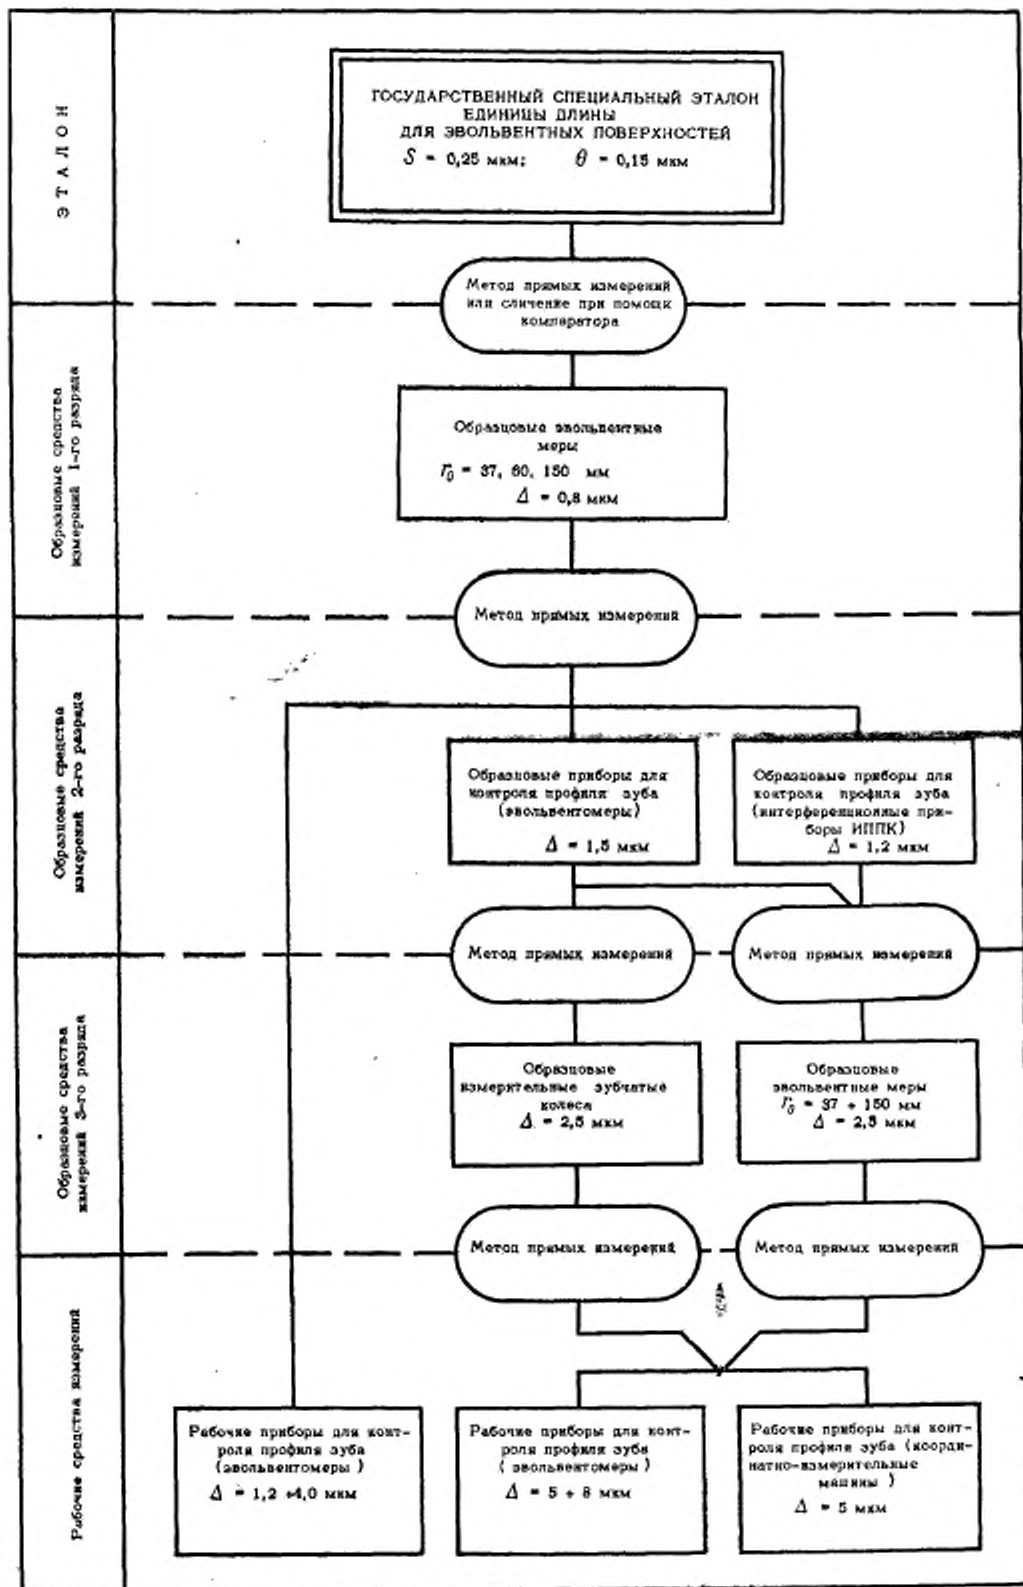 ЭТАЛОН
ГОСУДАРСТВЕННЫЙ СПЕЦИАЛЬНЫЙ ЭТАЛОН
ЕДИНИЦЫ ДЛИНЫ
ДЛЯ ЭВОЛЬВЕНТНЫХ ПОВЕРХНОСТЕЙ
S = 0,25 мкм; θ = 0,15 мкм
Метод прямых измерений
или сличение при помощи
компаратора
Образцовые средства
измерений 1-го разряда
Образцовые эвольвентные
меры
r₀ = 37, 60, 150 мм
Δ = 0,8 мкм
Метод прямых измерений
Образцовые средства
измерений 2-го разряда
Образцовые приборы для
контроля профиля зуба
(эвольвентомеры)
Δ = 1,5 мкм
Образцовые приборы для
контроля профиля зуба
(интерференционные при-
боры ИППК)
Δ = 1,2 мкм
Метод прямых измерений
Метод прямых измерений
Образцовые средства
измерений 3-го разряда
Образцовые
измерительные зубчатые
колеса
Δ = 2,5 мкм
Образцовые
эвольвентные меры
r₀ = 37 ÷ 150 мм
Δ = 2,5 мкм
Метод прямых измерений
Метод прямых измерений
Рабочие средства измерений
Рабочие приборы для конт-
роля профиля зуба
(эвольвентомеры)
Δ = 1,2 ÷4,0 мкм
Рабочие приборы для конт-
роля профиля зуба
(эвольвентомеры)
Δ = 5 ÷ 8 мкм
Рабочие приборы для конт-
роля профиля зуба (коорди-
натно-измерительные
машины)
Δ = 5 мкм